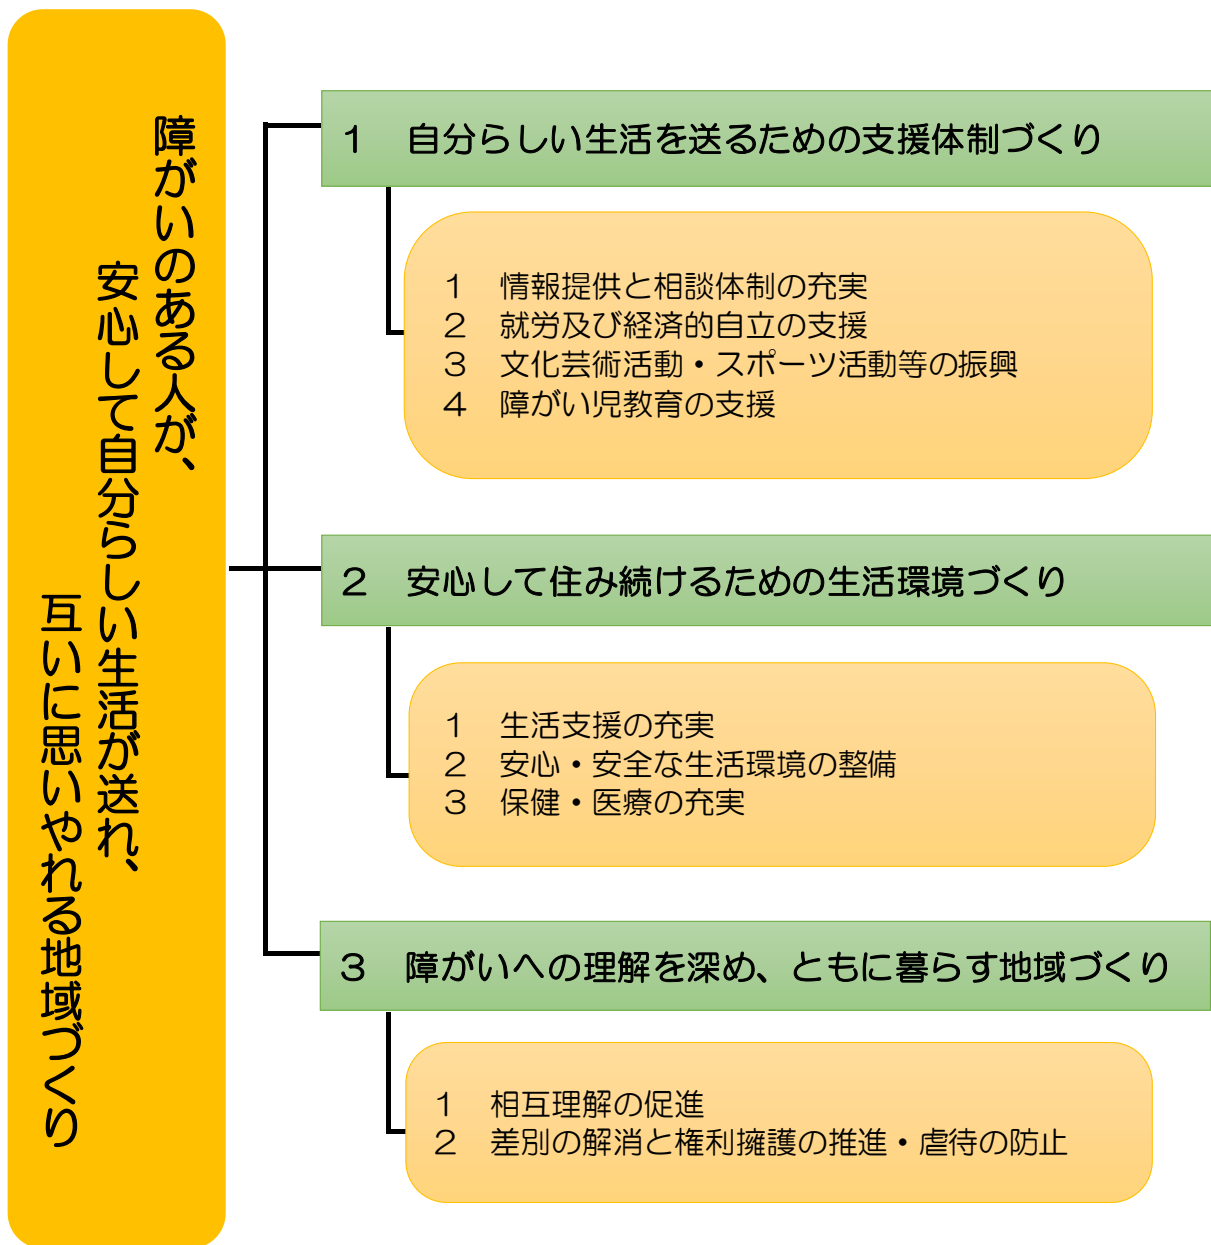 障がいのある人が、
安心して自分らしい生活が送れ、
互いに思いやれる地域づくり
１　自分らしい生活を送るための支援体制づくり
１　情報提供と相談体制の充実
２　就労及び経済的自立の支援
３　文化芸術活動・スポーツ活動等の振興
４　障がい児教育の支援
２　安心して住み続けるための生活環境づくり
１　生活支援の充実
２　安心・安全な生活環境の整備
３　保健・医療の充実
３　障がいへの理解を深め、ともに暮らす地域づくり
１　相互理解の促進
２　差別の解消と権利擁護の推進・虐待の防止